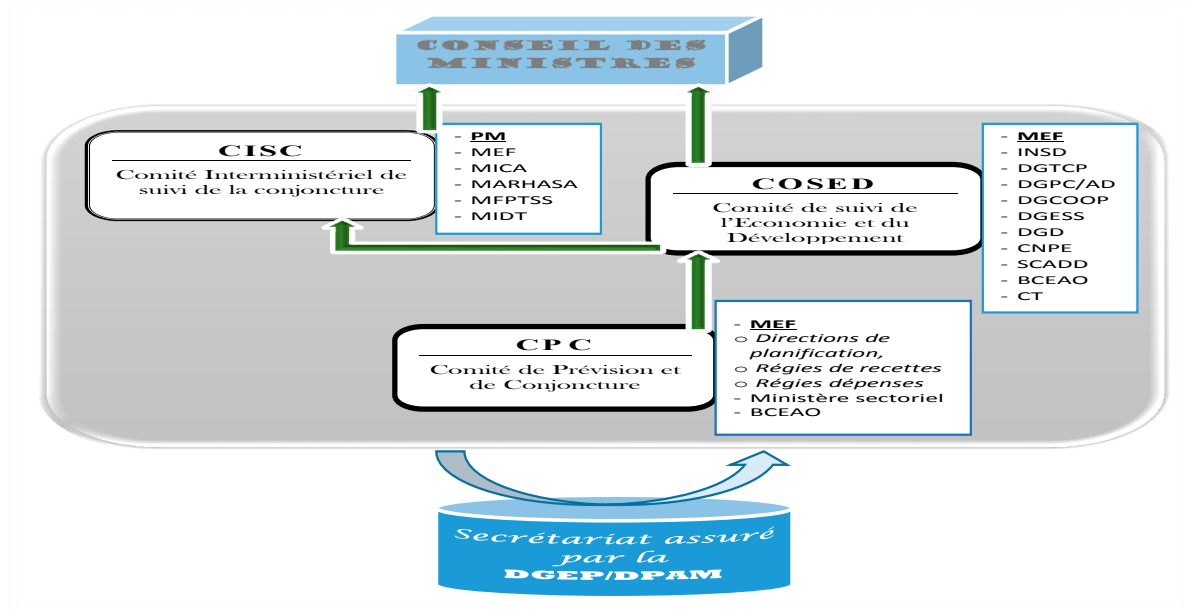 CONSEIL DES
MINISTRES
CISC
Comité Interministériel de
suivi de la conjoncture
- PM
- MEF
- MICA
- MARHASA
- MFPTSS
- MIDT
COSED
Comité de suivi de
l’Economie et du
Développement
- MEF
- INSD
- DGTCP
- DGPC/AD
- DGCOOP
- DGESS
- DGD
- CNPE
- SCADD
- BCEAO
- CT
CPC
Comité de Prévision et
de Conjoncture
- MEF
o Directions de
planification,
o Régies de recettes
o Régies dépenses
- Ministère sectoriel
- BCEAO
Secrétariat assuré
par la
DGEP/DPAM